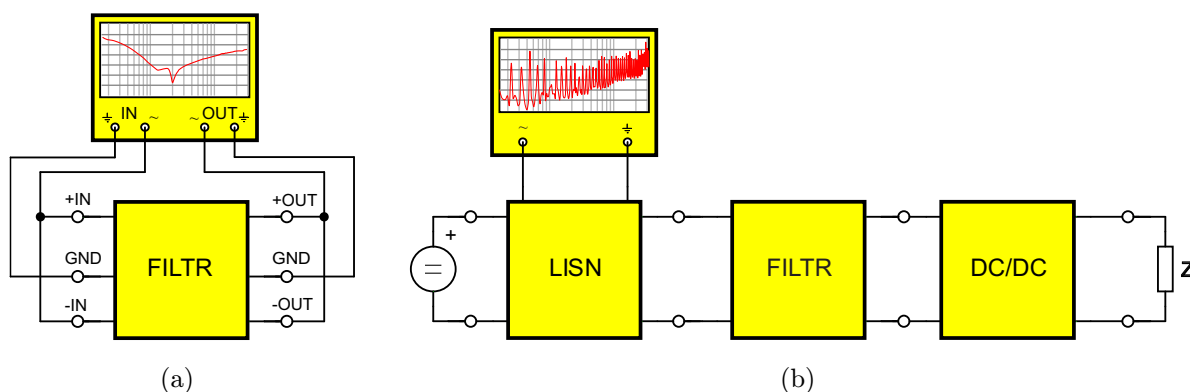 ⏚ IN ~ ~ OUT ⏚
+IN +OUT
GND FILTR GND
-IN -OUT
(a)
~ ⏚
+
=
LISN FILTR DC/DC Z
(b)